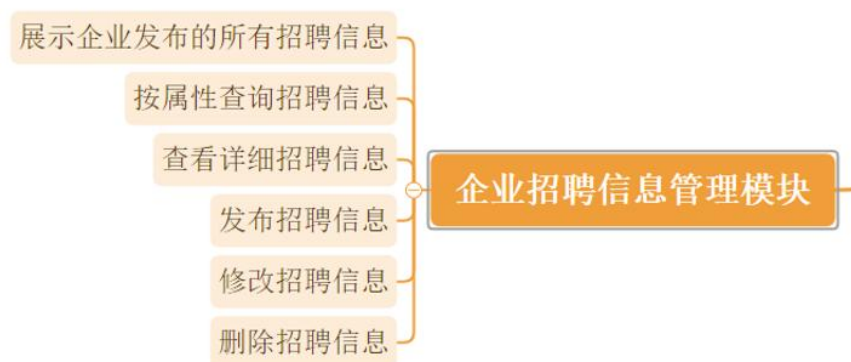 展示企业发布的所有招聘信息
按属性查询招聘信息
查看详细招聘信息
企业招聘信息管理模块
发布招聘信息
修改招聘信息
删除招聘信息